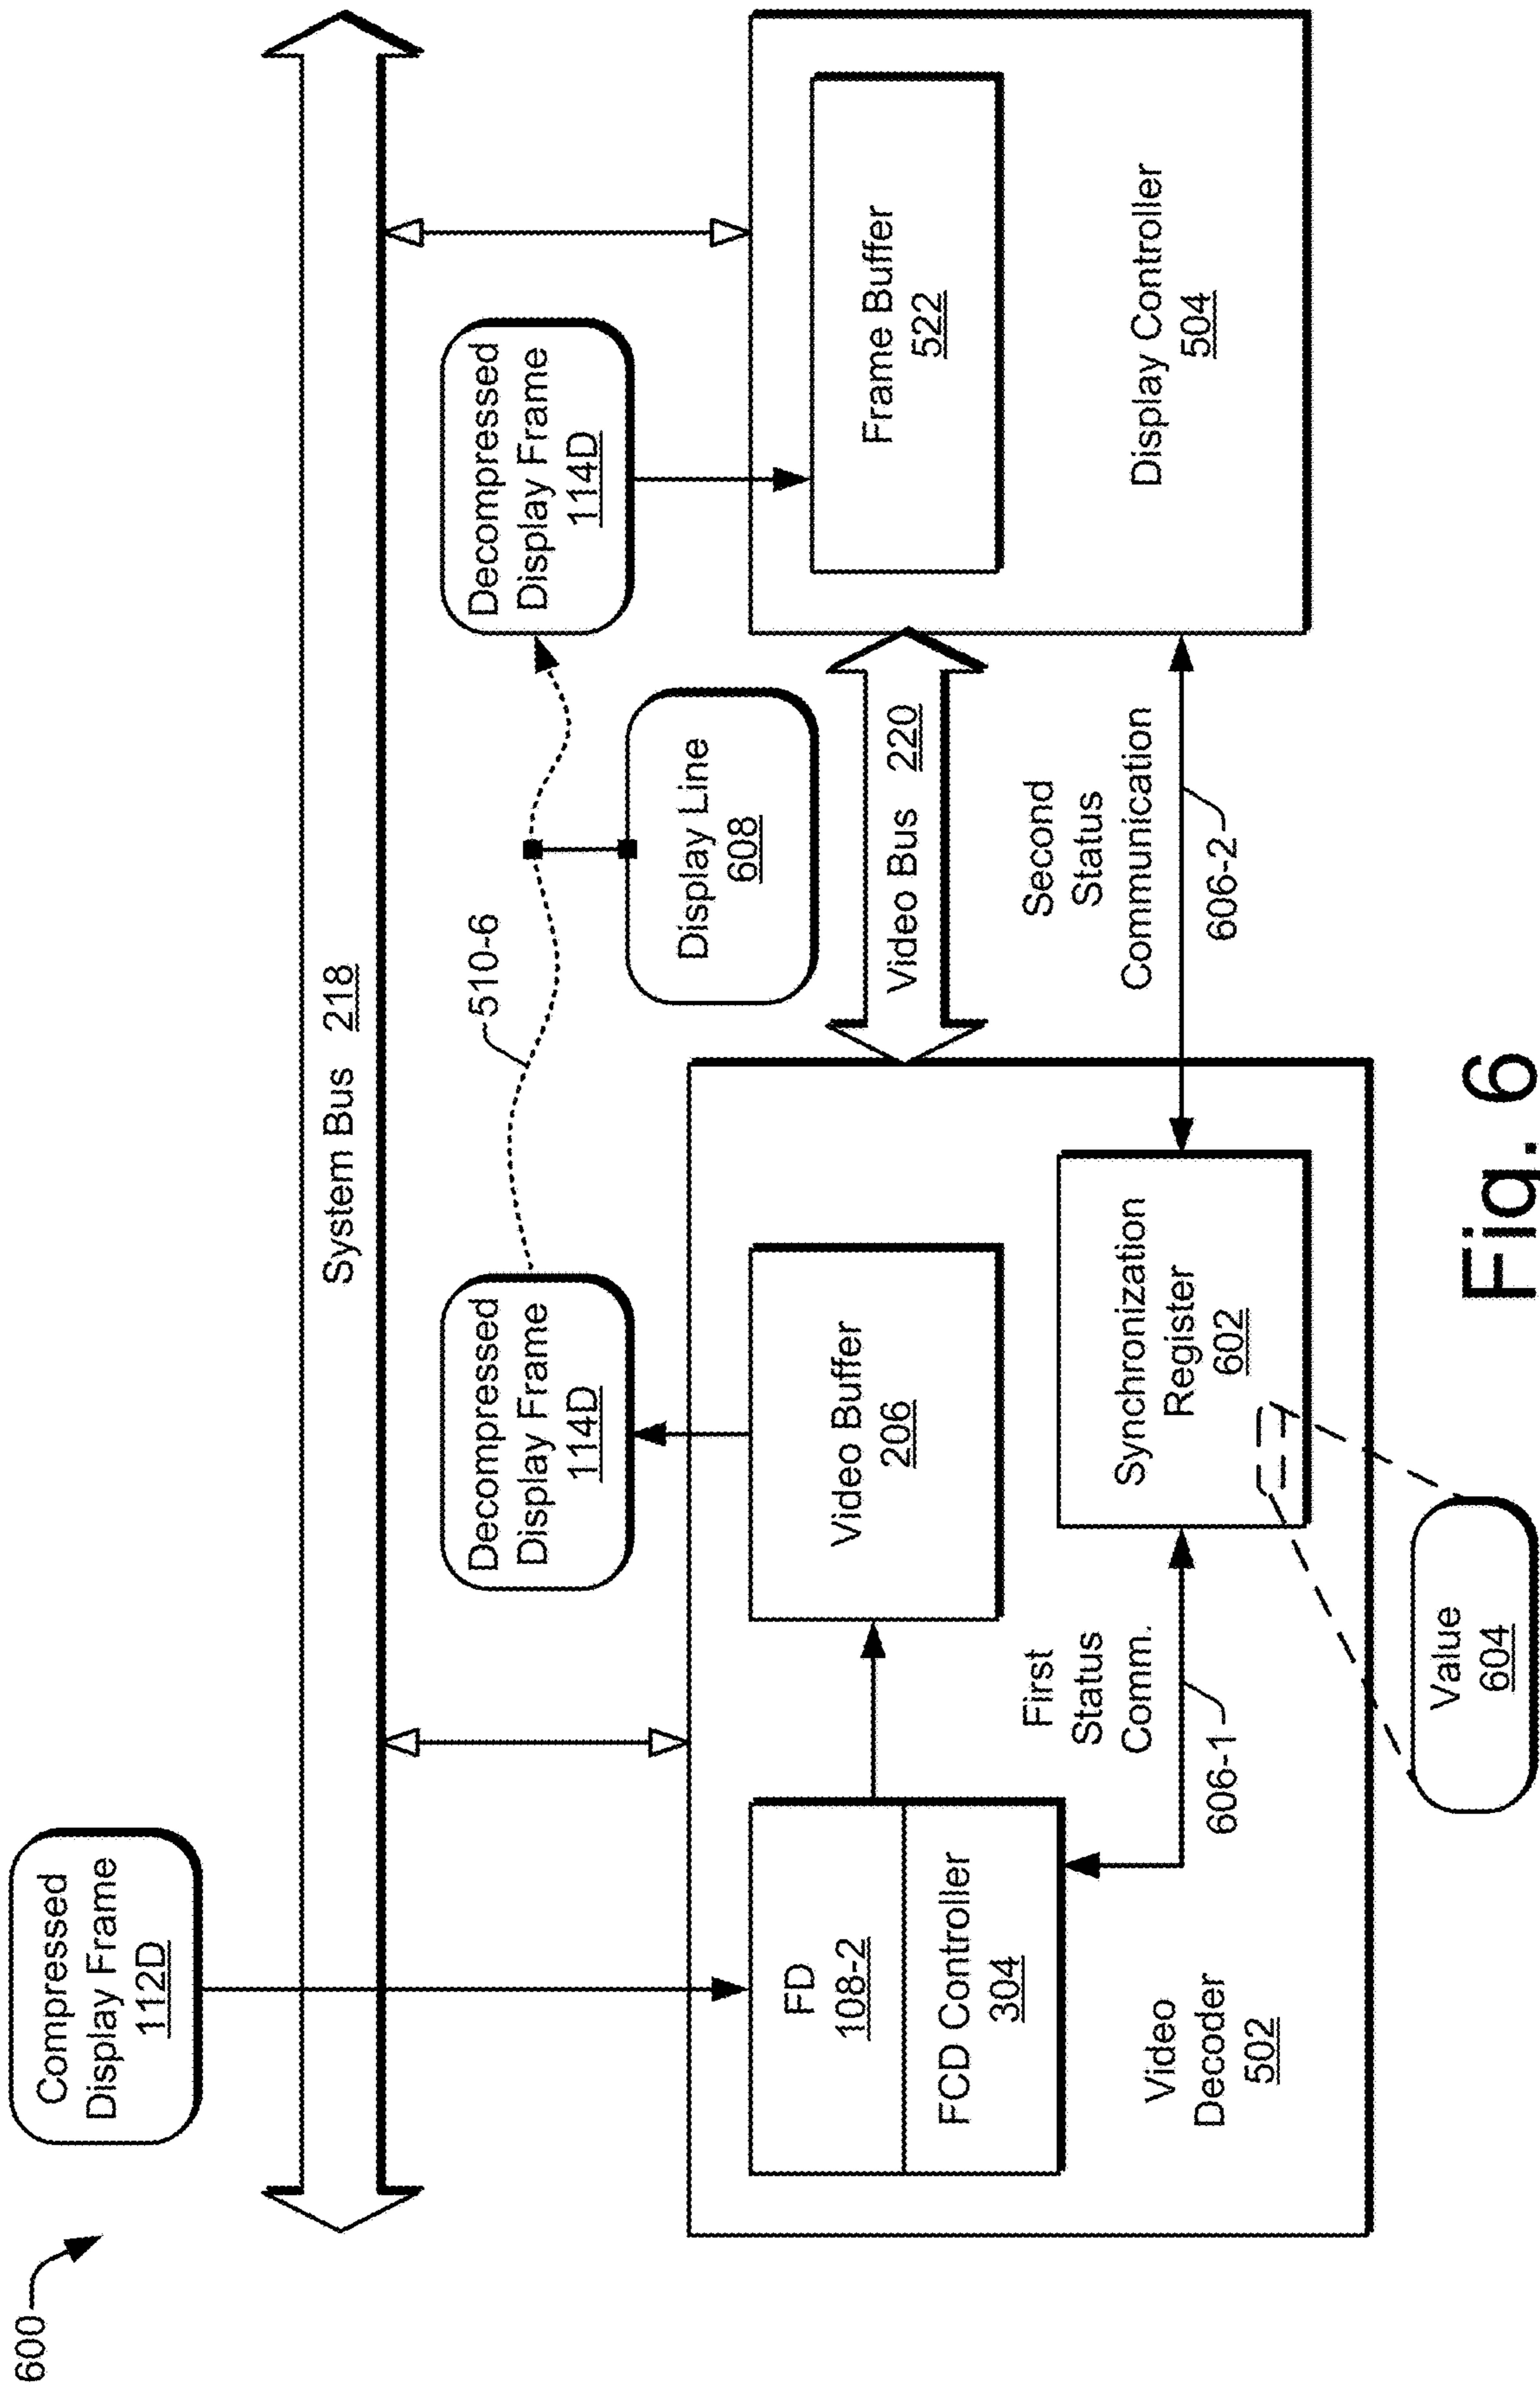 600
Compressed
Display Frame
112D
System Bus 218
Decompressed
Display Frame
114D
510-6
Decompressed
Display Frame
114D
Display Line
608
FD
108-2
FCD Controller
304
Video Buffer
206
Video Bus 220
Frame Buffer
522
First
Status
Comm.
606-1
Synchronization
Register
602
Second
Status
Communication
606-2
Display Controller
504
Video
Decoder
502
Value
604
Fig. 6